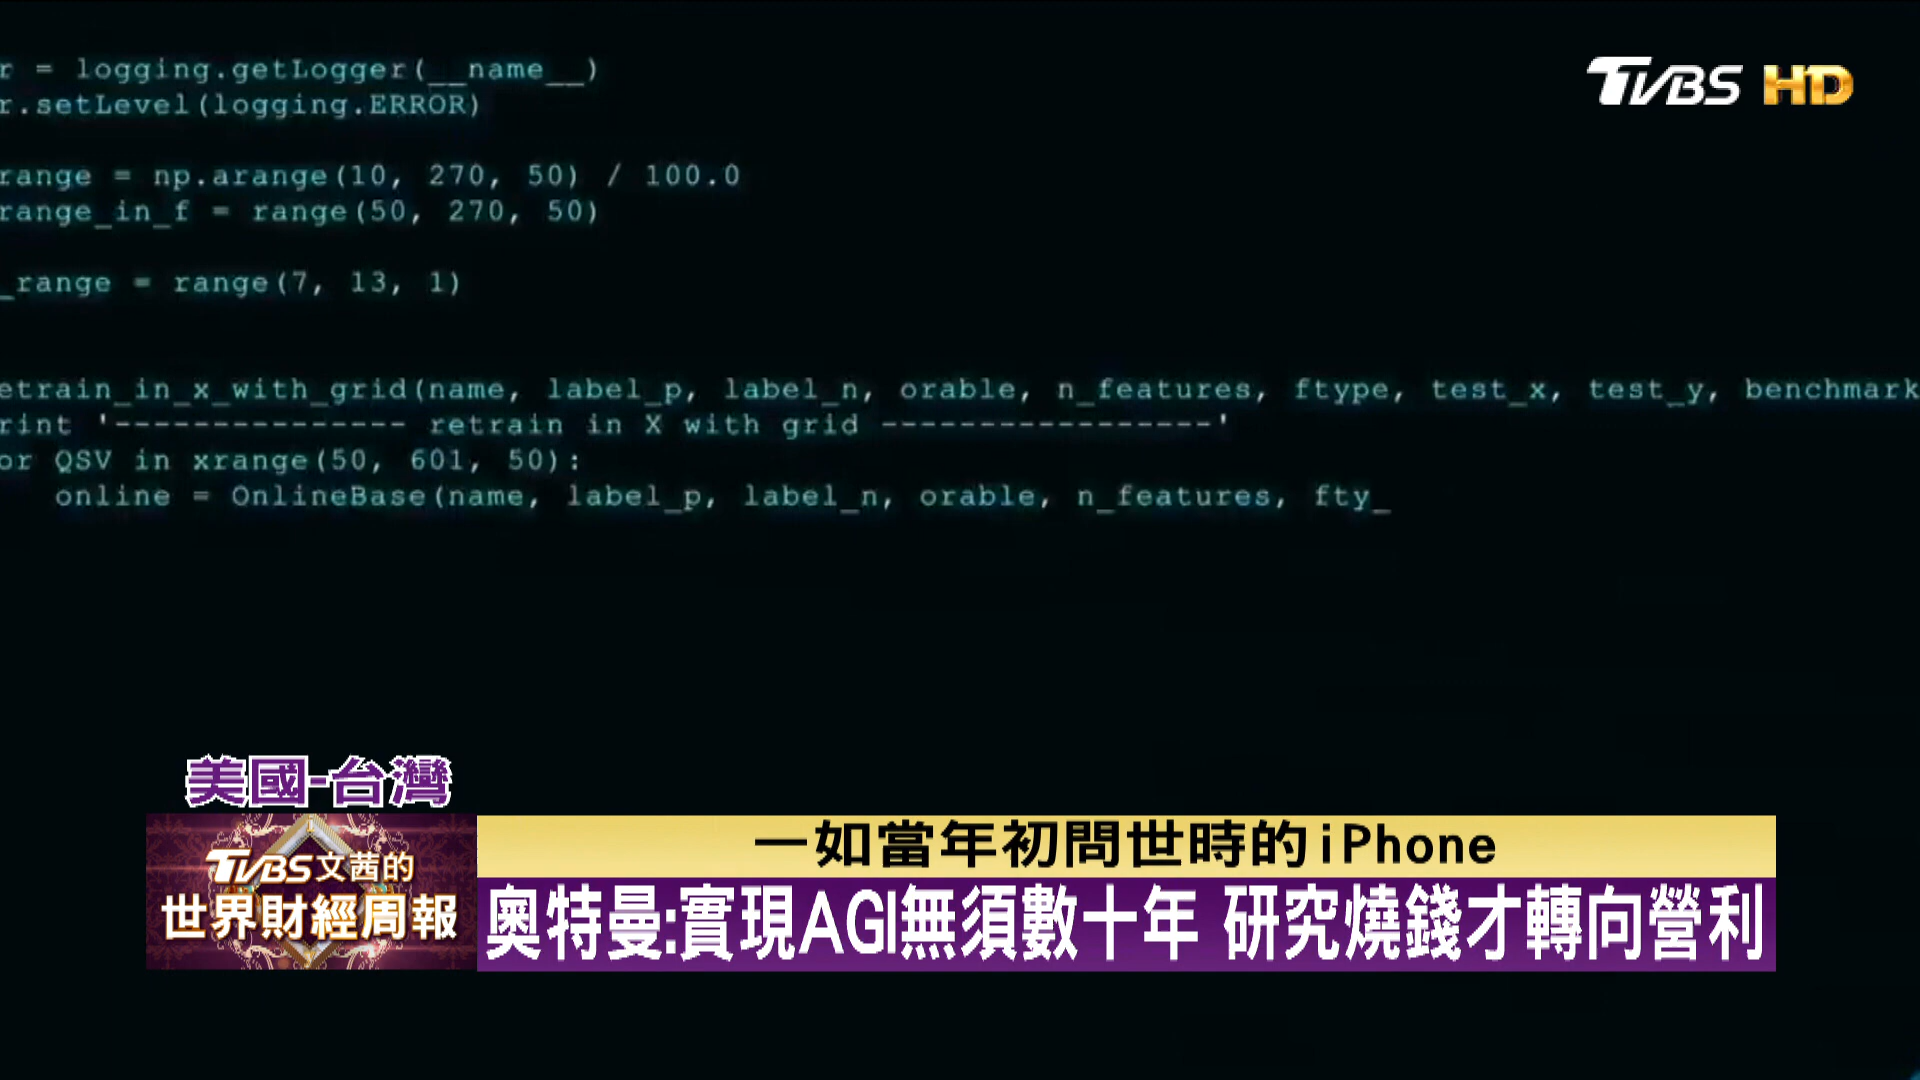 r = logging.getLogger(__name__)
r.setLevel(logging.ERROR)
range = np.arange(10, 270, 50) / 100.0
range_in_f = range(50, 270, 50)
_range = range(7, 13, 1)
etrain_in_x_with_grid(name, label_p, label_n, orable, n_features, ftype, test_x, test_y, benchmark
rint '--------------- retrain in X with grid -----------------'
or QSV in xrange(50, 601, 50):
online = OnlineBase(name, label_p, label_n, orable, n_features, fty_
TVBS HD
美國-台灣
TVBS文茜的
世界財經周報
一如當年初問世時的iPhone
奧特曼:實現AGI無須數十年 研究燒錢才轉向營利